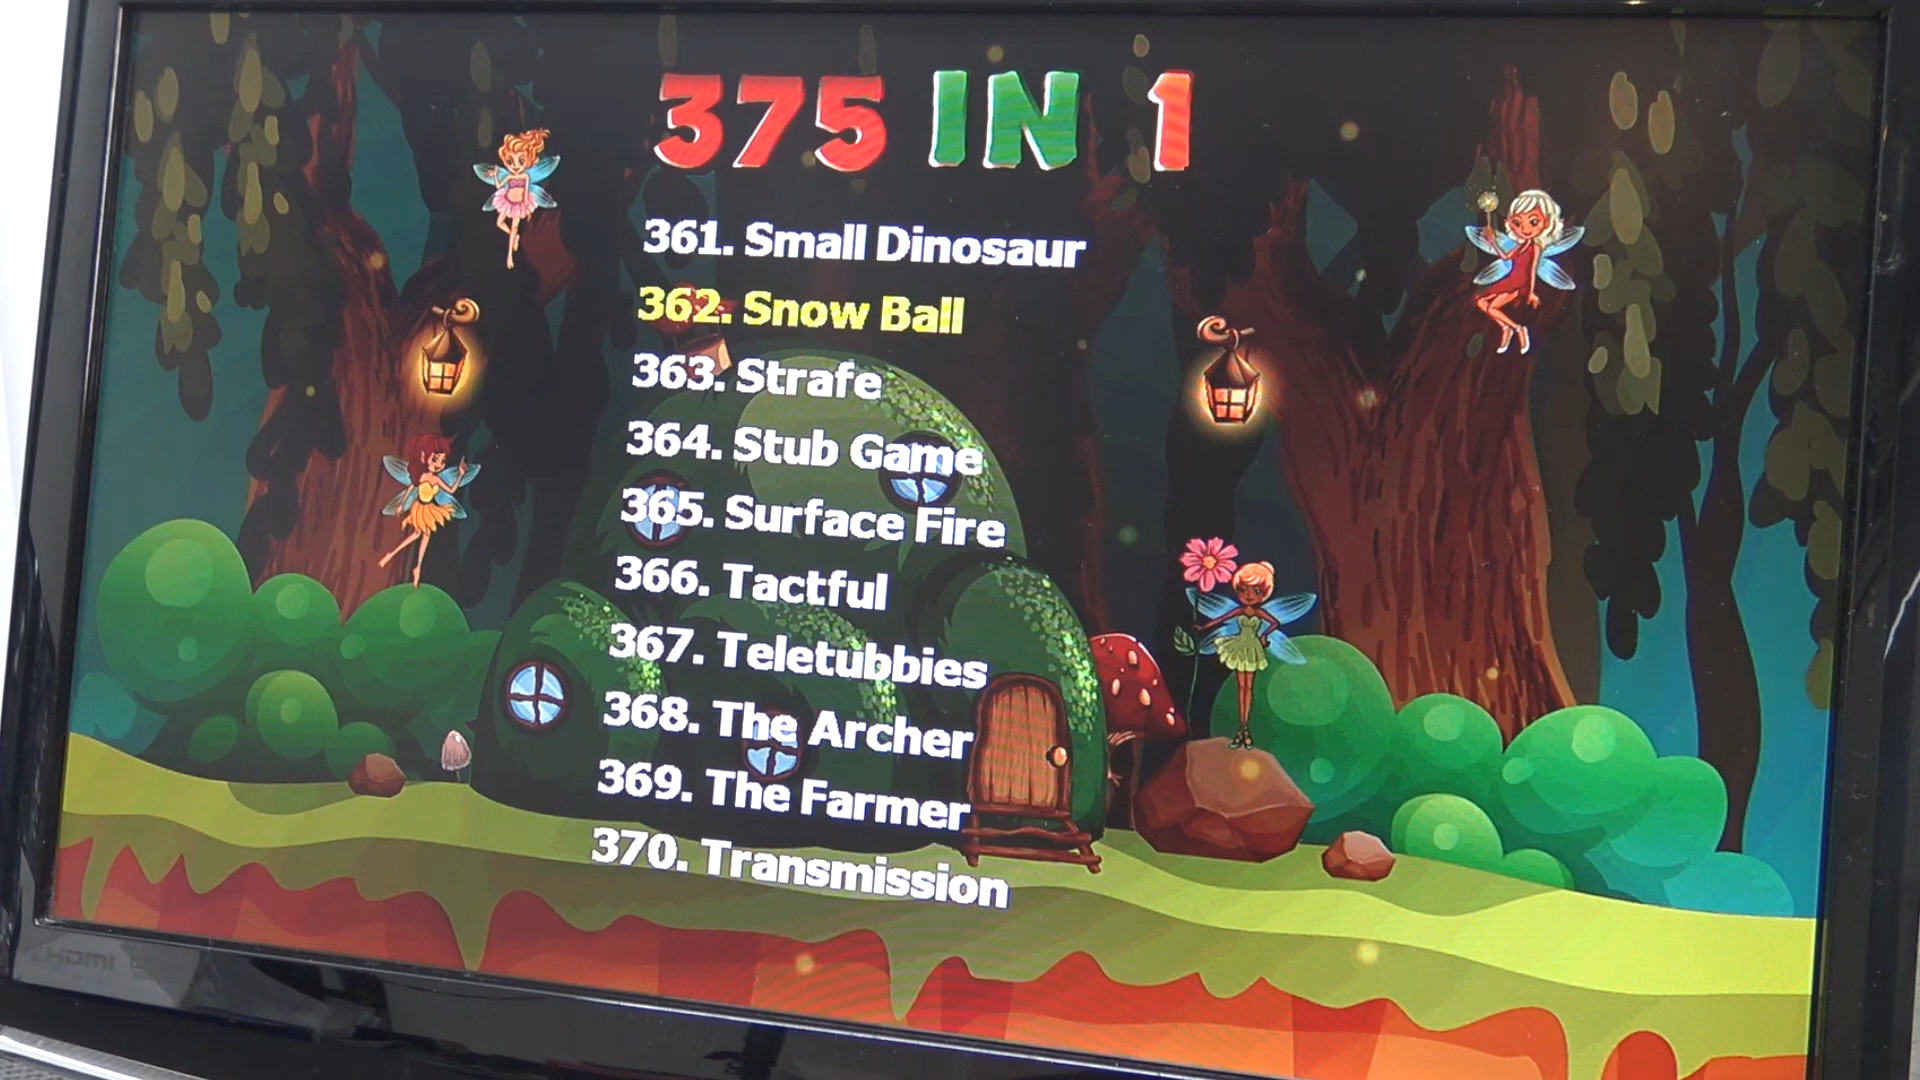 375 IN 1
361. Small Dinosaur
362. Snow Ball
363. Strafe
364. Stub Game
365. Surface Fire
366. Tactful
367. Teletubbies
368. The Archer
369. The Farmer
370. Transmission
HDMI